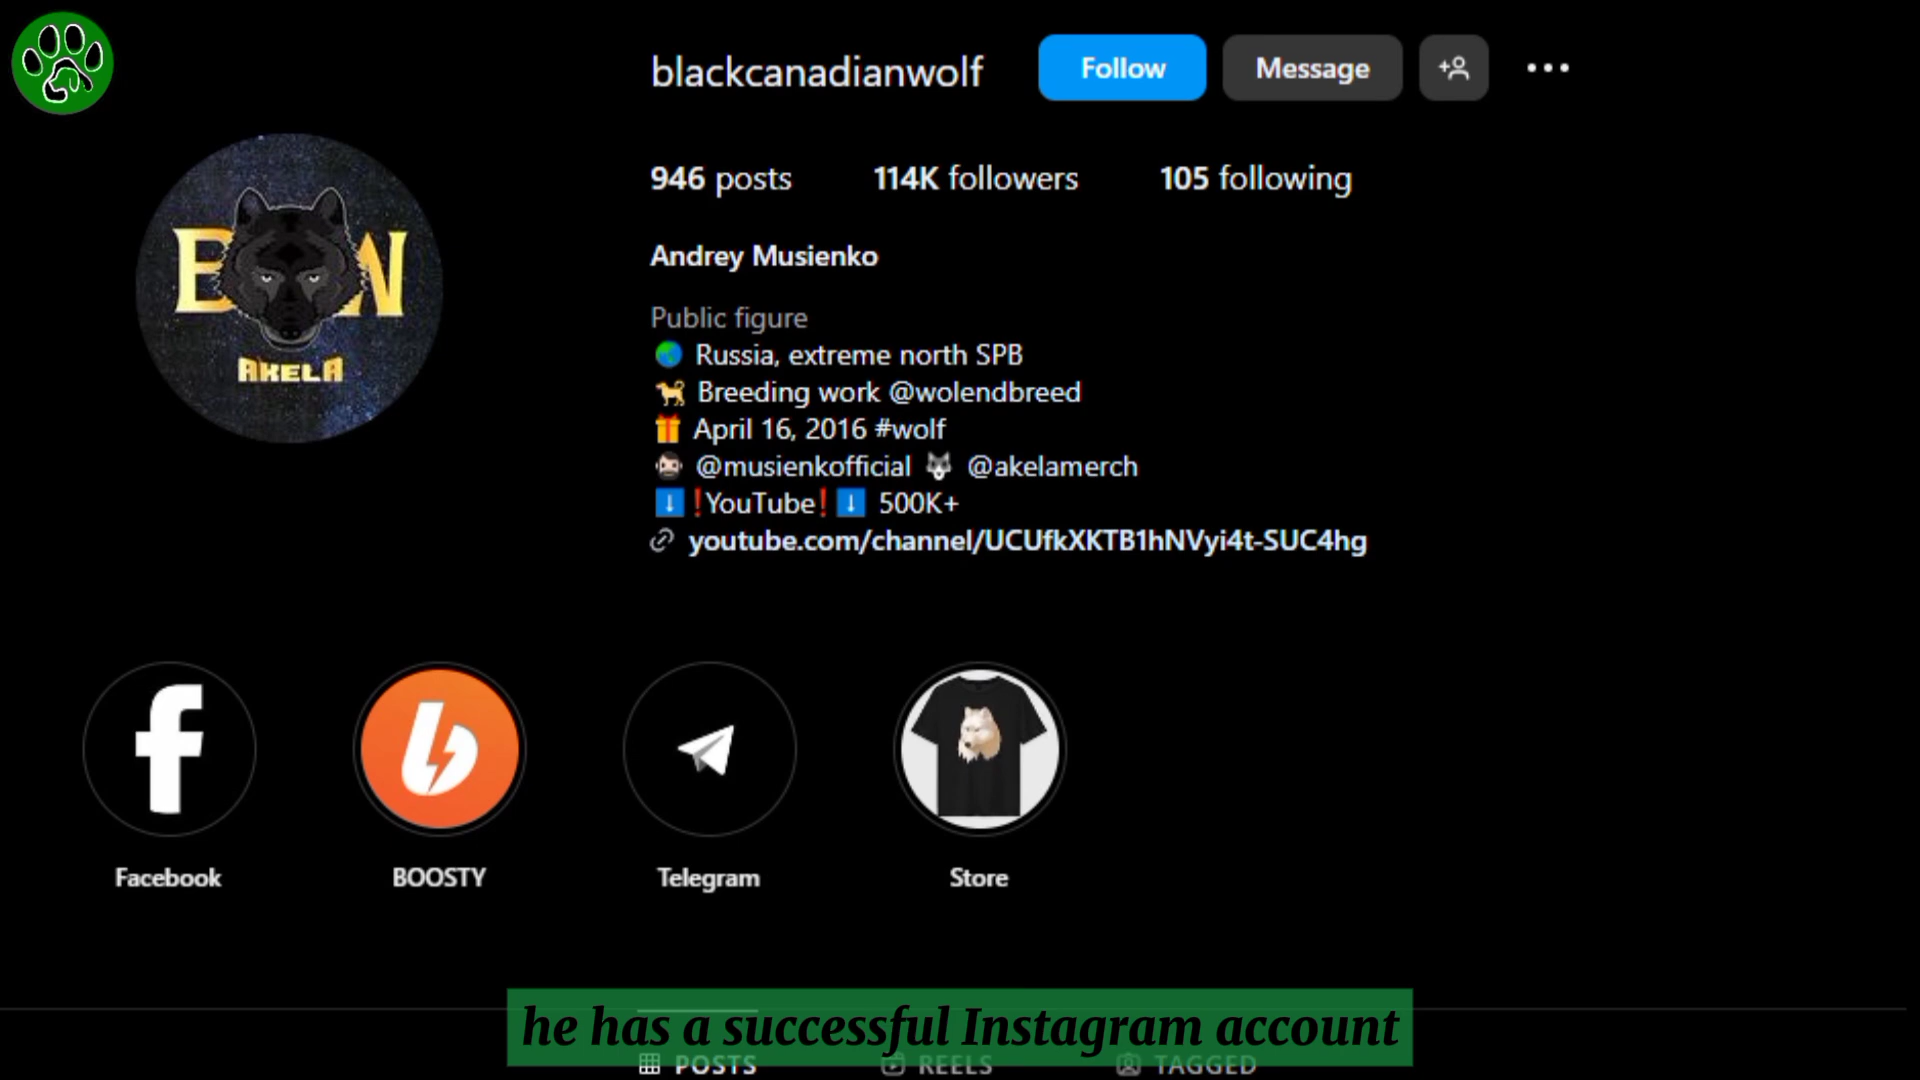 blackcanadianwolf Follow Message
946 posts 114K followers 105 following
Andrey Musienko
Public figure
Russia, extreme north SPB
Breeding work @wolendbreed
April 16, 2016 #wolf
@musienkofficial @akelamerch
❗YouTube❗ 500K+
youtube.com/channel/UCUfkXKTB1hNVyi4t-SUC4hg
AKELA
Facebook BOOSTY Telegram Store
he has a successful Instagram account
POSTS REELS TAGGED